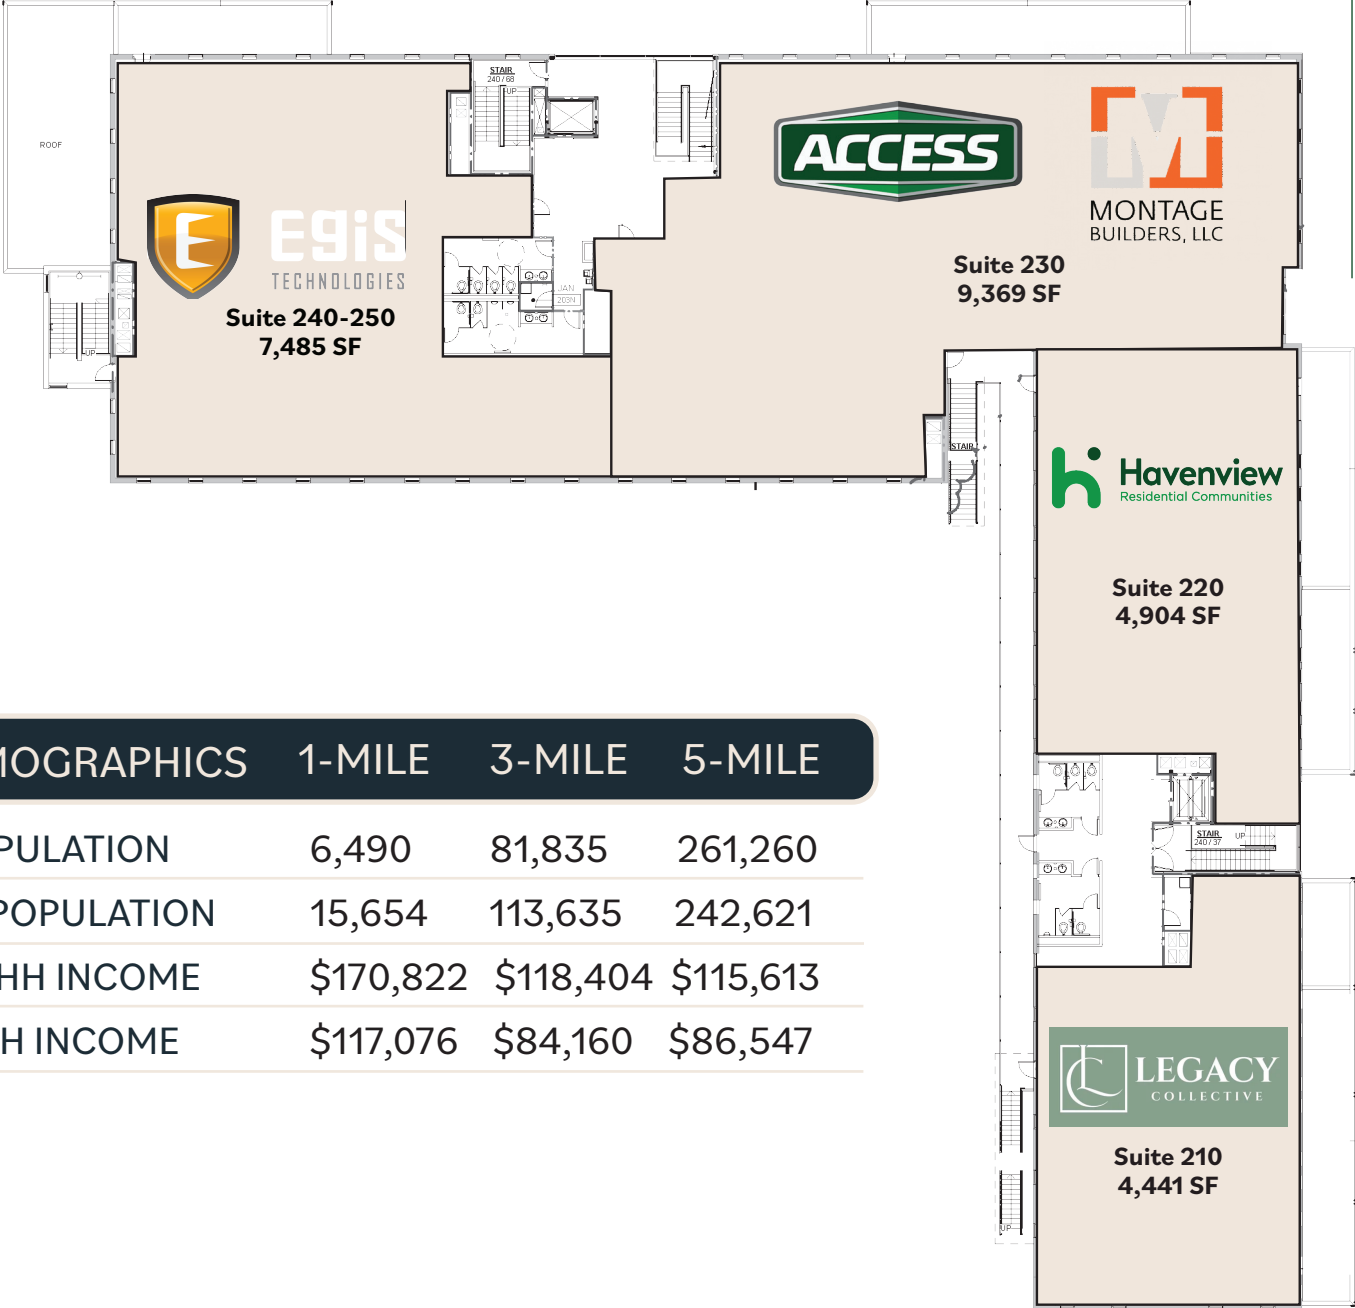 ROOF
STAIR
240 / 68
UP
ACCESS
MONTAGE
BUILDERS, LLC
Suite 230
9,369 SF
E
EGiS
TECHNOLOGIES
Suite 240-250
7,485 SF
JAN
203N
UP
STAIR
Havenview
Residential Communities
Suite 220
4,904 SF
MOGRAPHICS 1-MILE 3-MILE 5-MILE
PULATION 6,490 81,835 261,260
POPULATION 15,654 113,635 242,621
HH INCOME $170,822 $118,404 $115,613
H INCOME $117,076 $84,160 $86,547
STAIR
240 / 37
UP
LC LEGACY
COLLECTIVE
Suite 210
4,441 SF
UP